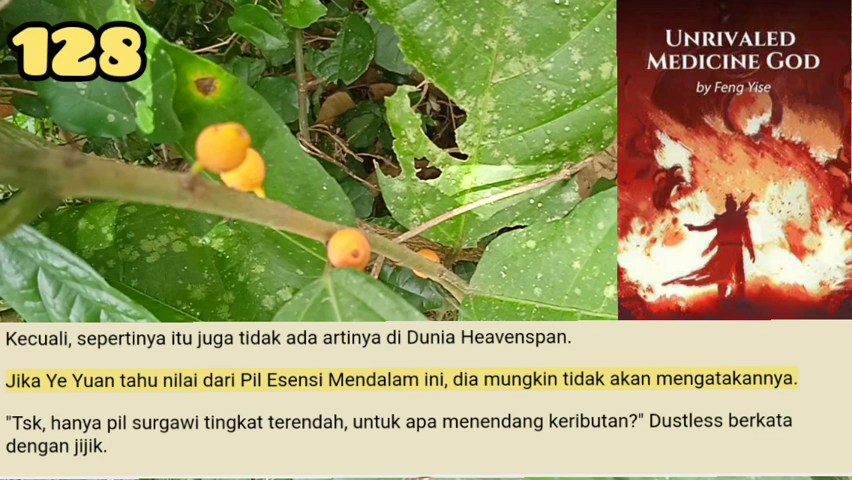 128
UNRIVALED
MEDICINE GOD
by Feng Yise
Kecuali, sepertinya itu juga tidak ada artinya di Dunia Heavenspan.
Jika Ye Yuan tahu nilai dari Pil Esensi Mendalam ini, dia mungkin tidak akan mengatakannya.
"Tsk, hanya pil surgawi tingkat terendah, untuk apa menendang keributan?" Dustless berkata
dengan jijik.